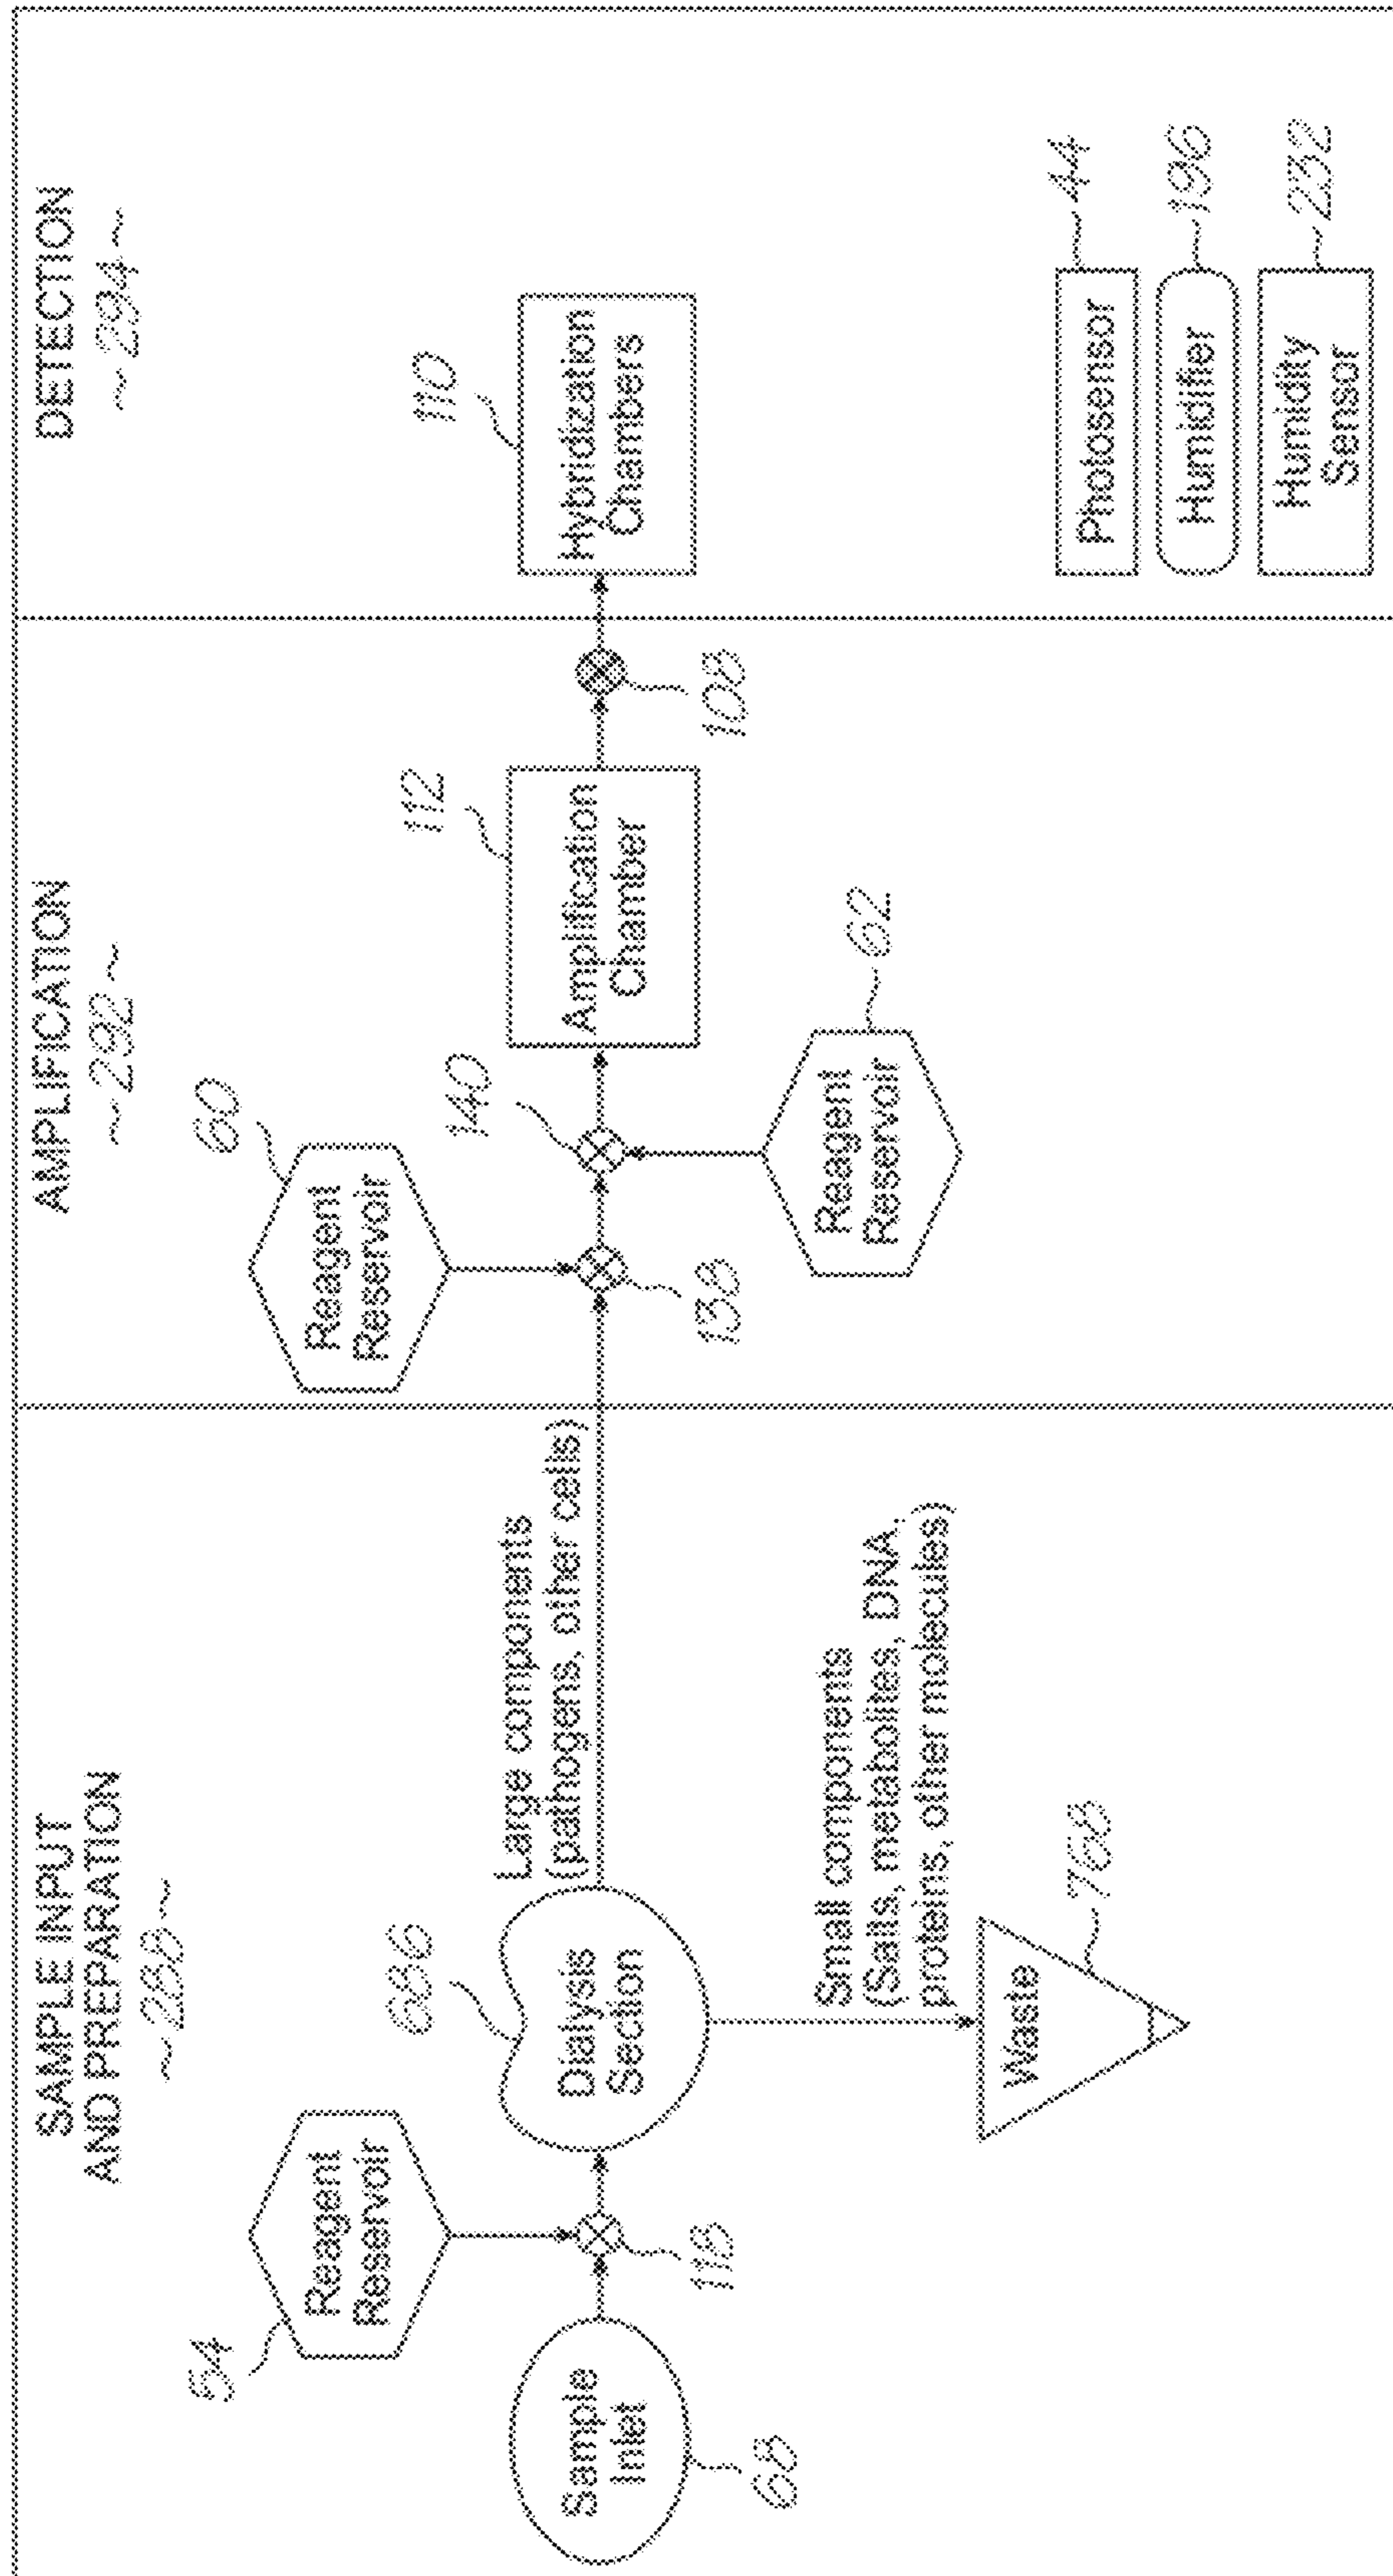 SAMPLE INPUT
AND PREPARATION
~288~
AMPLIFICATION
~292~
DETECTION
~294~
54
Reagent
Reservoir
Sample
Inlet
68
118
686
Dialysis
Section
Large components
(pathogens, other cells)
Small components
(Salts, metabolites, DNA,
proteins, other molecules)
Waste
768
60
Reagent
Reservoir
138
140
Reagent
Reservoir
62
112
Amplification
Chamber
108
110
Hybridization
Chambers
Photosensor
44
Humidifier
196
Humidity
Sensor
232